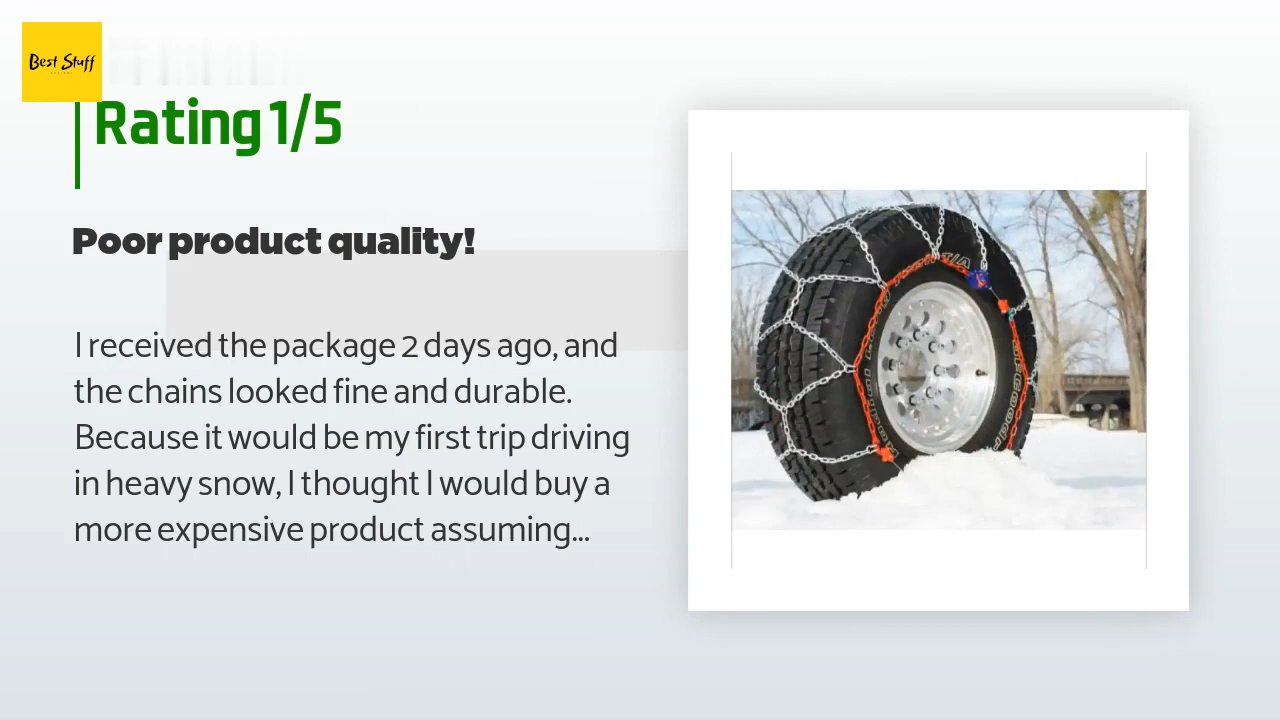 Best Stuff
Rating 1/5
Poor product quality!
I received the package 2 days ago, and
the chains looked fine and durable.
Because it would be my first trip driving
in heavy snow, I thought I would buy a
more expensive product assuming...